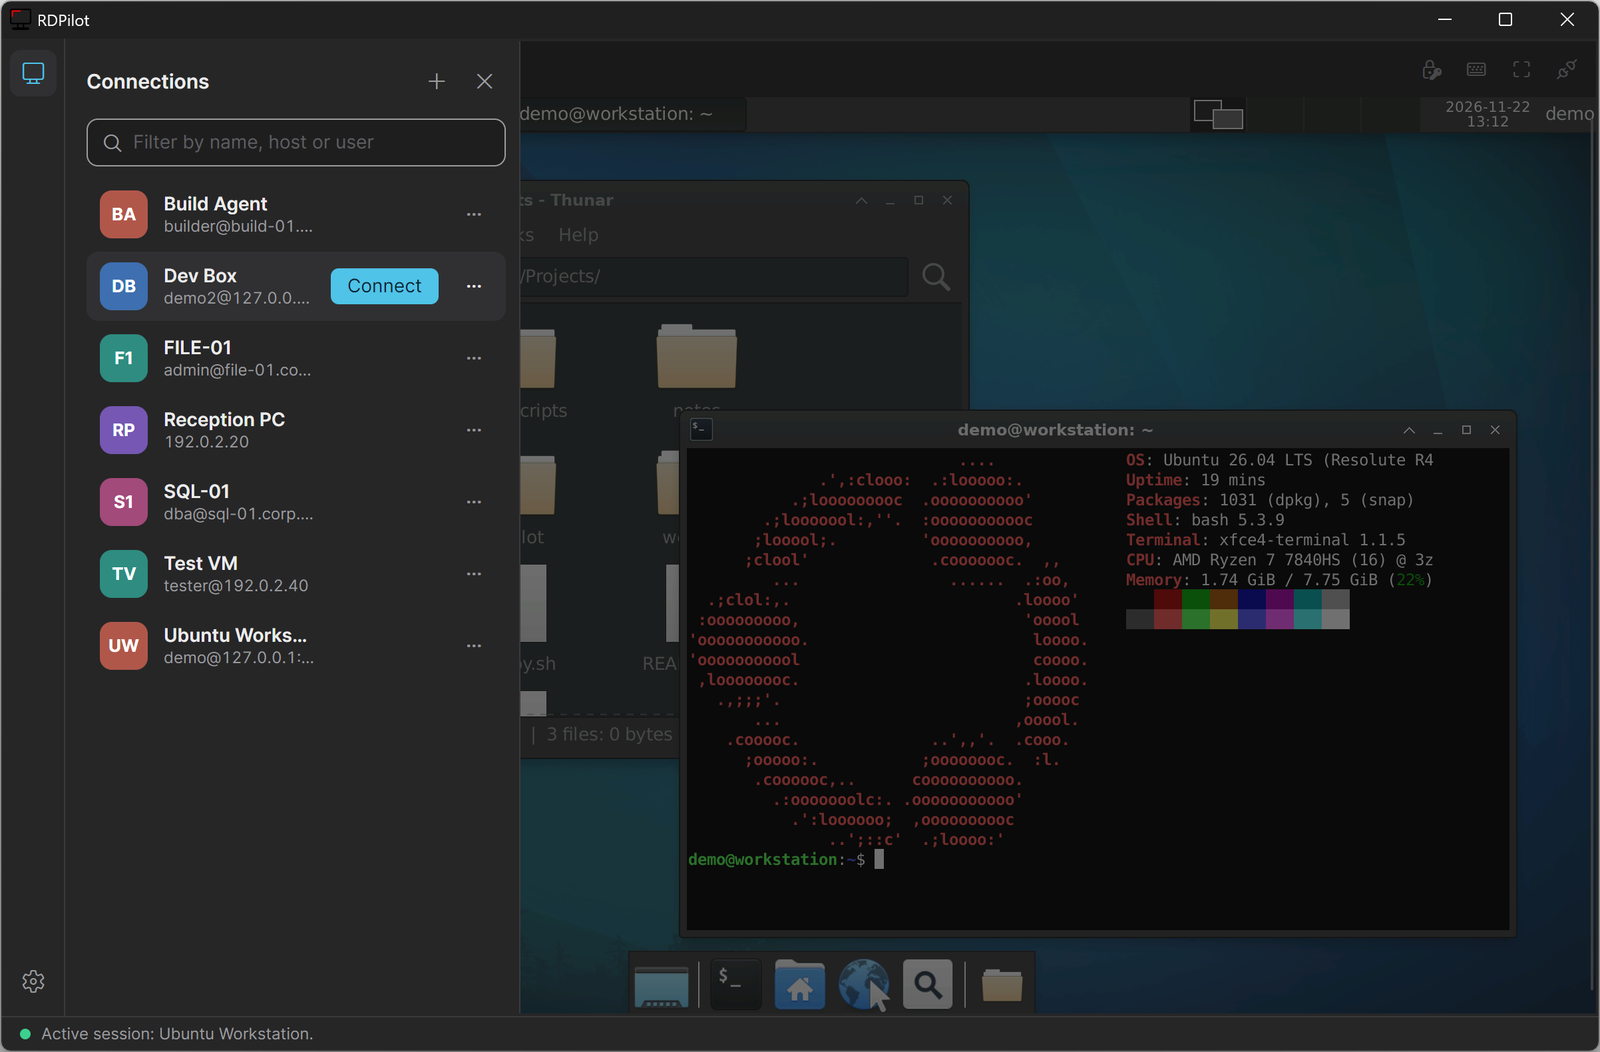 RDPilot
Connections
Filter by name, host or user
BA
Build Agent
builder@build-01....
DB
Dev Box
demo2@127.0.0....
Connect
F1
FILE-01
admin@file-01.co...
RP
Reception PC
192.0.2.20
S1
SQL-01
dba@sql-01.corp....
TV
Test VM
tester@192.0.2.40
UW
Ubuntu Works...
demo@127.0.0.1:...
Active session: Ubuntu Workstation.
demo@workstation: ~
2026-11-22
13:12
demo
ts - Thunar
ks Help
/Projects/
cripts
notes
lot
y.sh
REA
| 3 files: 0 bytes
demo@workstation: ~
OS: Ubuntu 26.04 LTS (Resolute R4
Uptime: 19 mins
Packages: 1031 (dpkg), 5 (snap)
Shell: bash 5.3.9
Terminal: xfce4-terminal 1.1.5
CPU: AMD Ryzen 7 7840HS (16) @ 3z
Memory: 1.74 GiB / 7.75 GiB (22%)
demo@workstation:~$